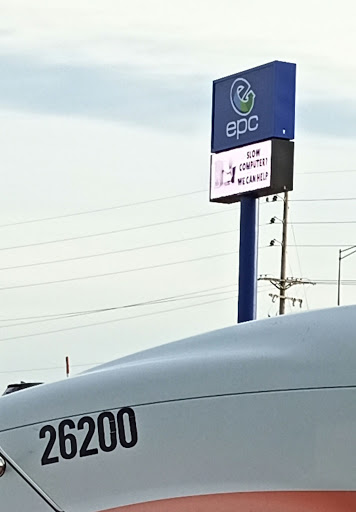 epc
SLOW
COMPUTER?
WE CAN HELP
26200